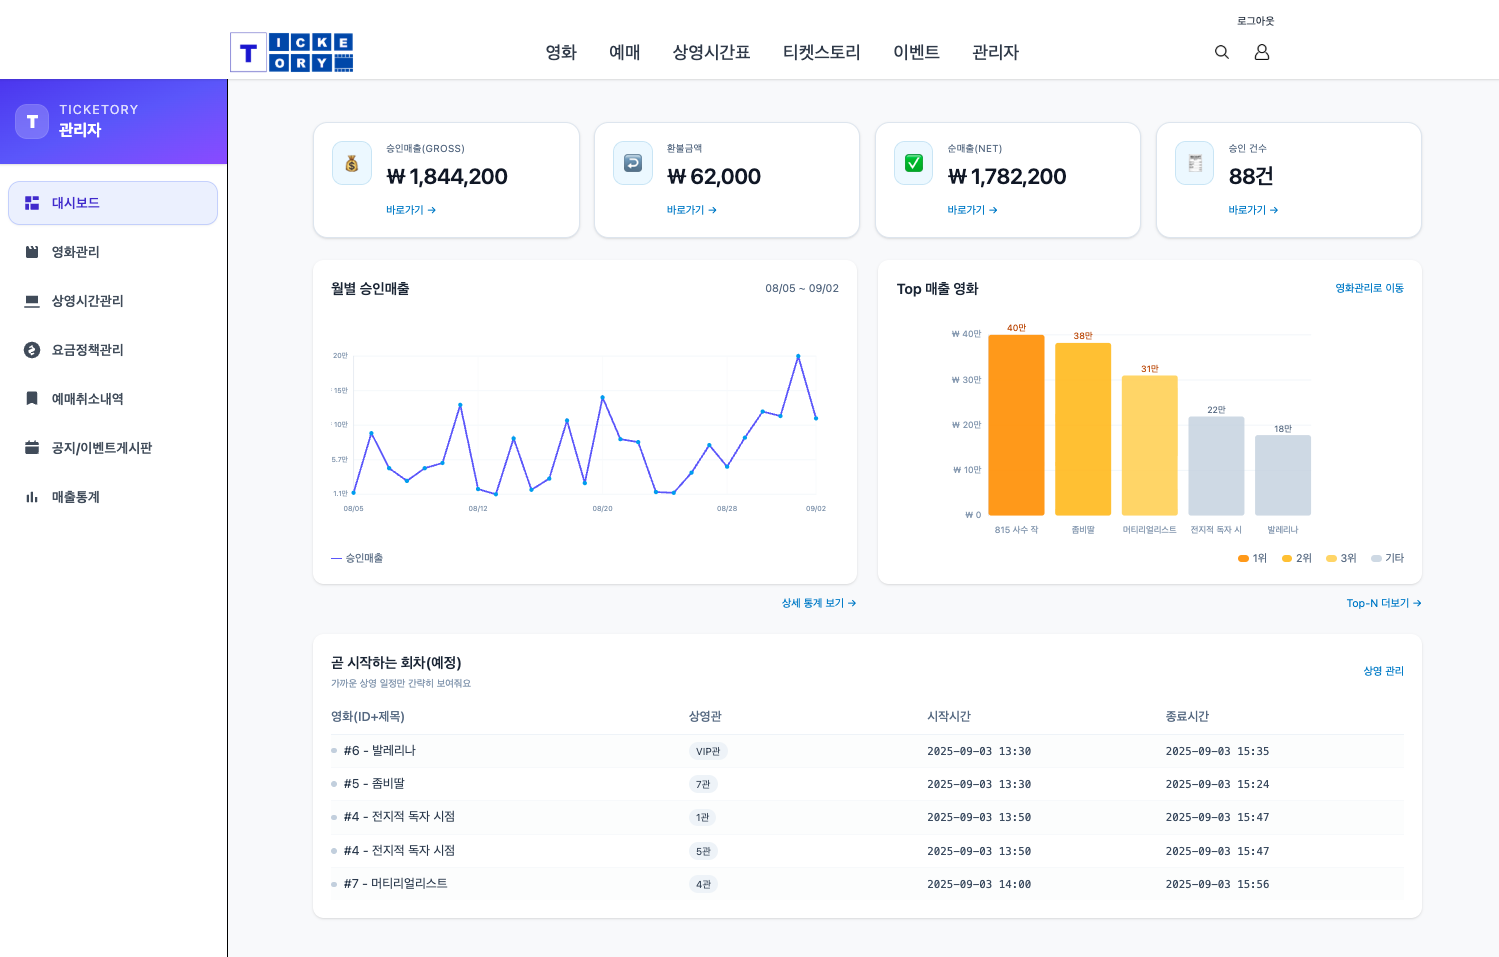 로그아웃
T ICKE
ORY
영화 예매 상영시간표 티켓스토리 이벤트 관리자
T
TICKETORY
관리자
대시보드
영화관리
상영시간관리
요금정책관리
예매취소내역
공지/이벤트게시판
매출통계
승인매출(GROSS)
₩ 1,844,200
바로가기 →
환불금액
₩ 62,000
바로가기 →
순매출(NET)
₩ 1,782,200
바로가기 →
승인 건수
88건
바로가기 →
월별 승인매출
08/05 ~ 09/02
20만
15만
10만
5.7만
1.1만
08/05 08/12 08/20 08/28 09/02
승인매출
상세 통계 보기 →
Top 매출 영화
영화관리로 이동
₩ 40만
₩ 30만
₩ 20만
₩ 10만
₩ 0
40만
38만
31만
22만
18만
815 사수 작 좀비딸 머티리얼리스트 전지적 독자 시 발레리나
1위 2위 3위 기타
Top-N 더보기 →
곧 시작하는 회차(예정)
가까운 상영 일정만 간략히 보여줘요
상영 관리
영화(ID+제목) 상영관 시작시간 종료시간
#6 - 발레리나 VIP관 2025-09-03 13:30 2025-09-03 15:35
#5 - 좀비딸 7관 2025-09-03 13:30 2025-09-03 15:24
#4 - 전지적 독자 시점 1관 2025-09-03 13:50 2025-09-03 15:47
#4 - 전지적 독자 시점 5관 2025-09-03 13:50 2025-09-03 15:47
#7 - 머티리얼리스트 4관 2025-09-03 14:00 2025-09-03 15:56